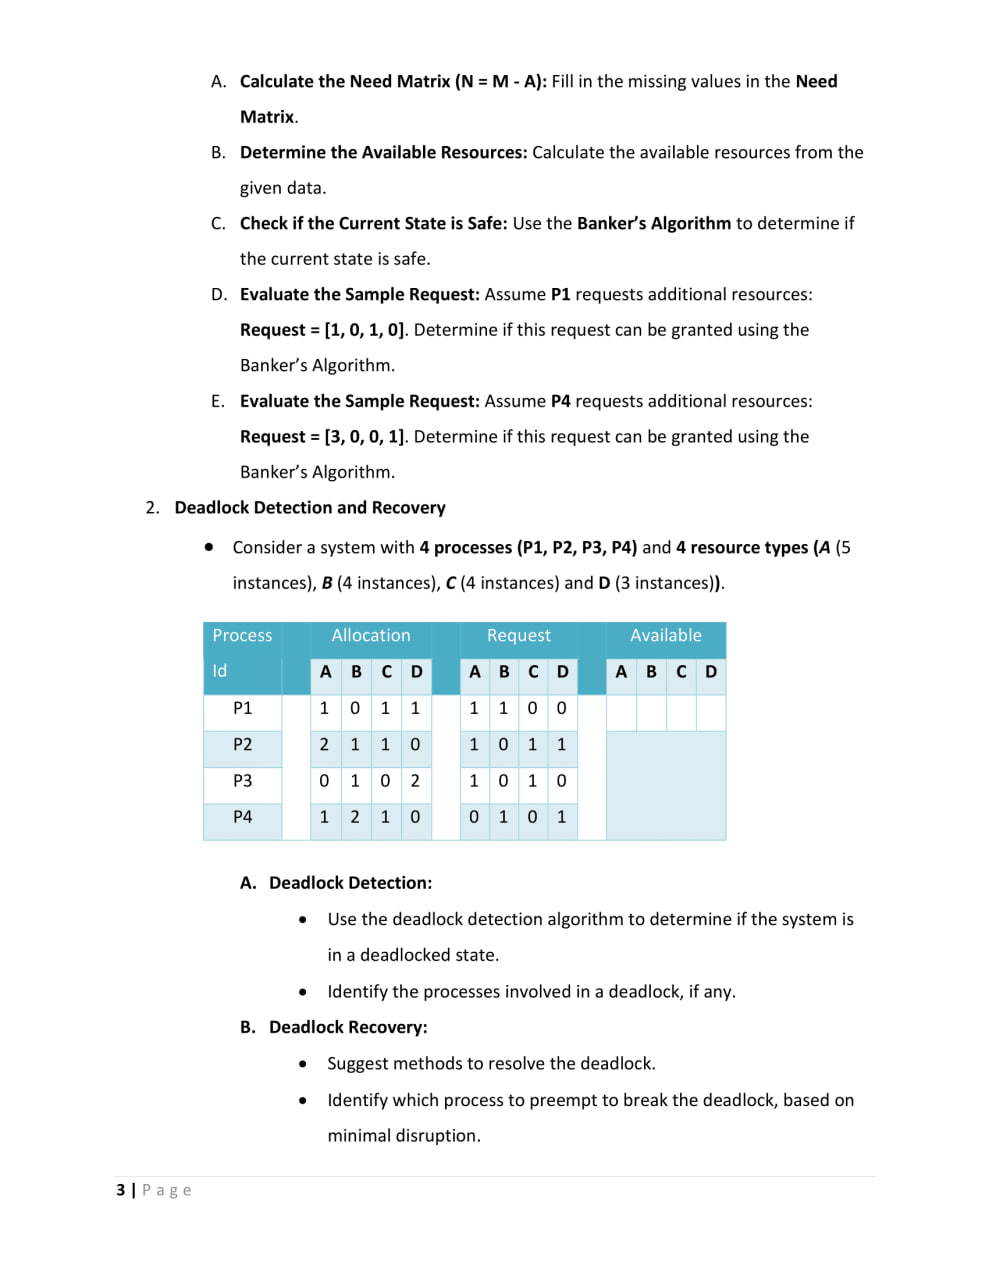 A. Calculate the Need Matrix (N = M - A): Fill in the missing values in the Need
Matrix.
B. Determine the Available Resources: Calculate the available resources from the
given data.
C. Check if the Current State is Safe: Use the Banker’s Algorithm to determine if
the current state is safe.
D. Evaluate the Sample Request: Assume P1 requests additional resources:
Request = [1, 0, 1, 0]. Determine if this request can be granted using the
Banker’s Algorithm.
E. Evaluate the Sample Request: Assume P4 requests additional resources:
Request = [3, 0, 0, 1]. Determine if this request can be granted using the
Banker’s Algorithm.
2. Deadlock Detection and Recovery
• Consider a system with 4 processes (P1, P2, P3, P4) and 4 resource types (A (5
instances), B (4 instances), C (4 instances) and D (3 instances)).
Process Allocation Request Available
Id A B C D A B C D A B C D
P1 1 0 1 1 1 1 0 0
P2 2 1 1 0 1 0 1 1
P3 0 1 0 2 1 0 1 0
P4 1 2 1 0 0 1 0 1
A. Deadlock Detection:
• Use the deadlock detection algorithm to determine if the system is
in a deadlocked state.
• Identify the processes involved in a deadlock, if any.
B. Deadlock Recovery:
• Suggest methods to resolve the deadlock.
• Identify which process to preempt to break the deadlock, based on
minimal disruption.
3 | Page